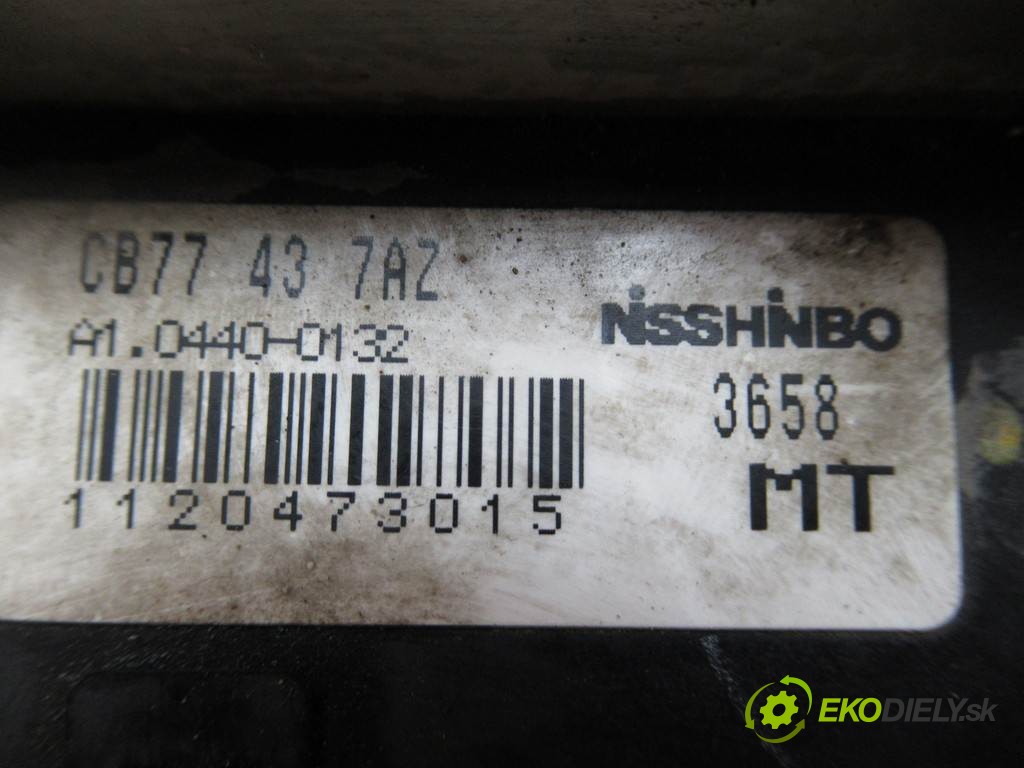 CB77 43 7AZ
A1.0440-0132
NISSHINBO
3658
1120473015
MT
EKODIELY.sk